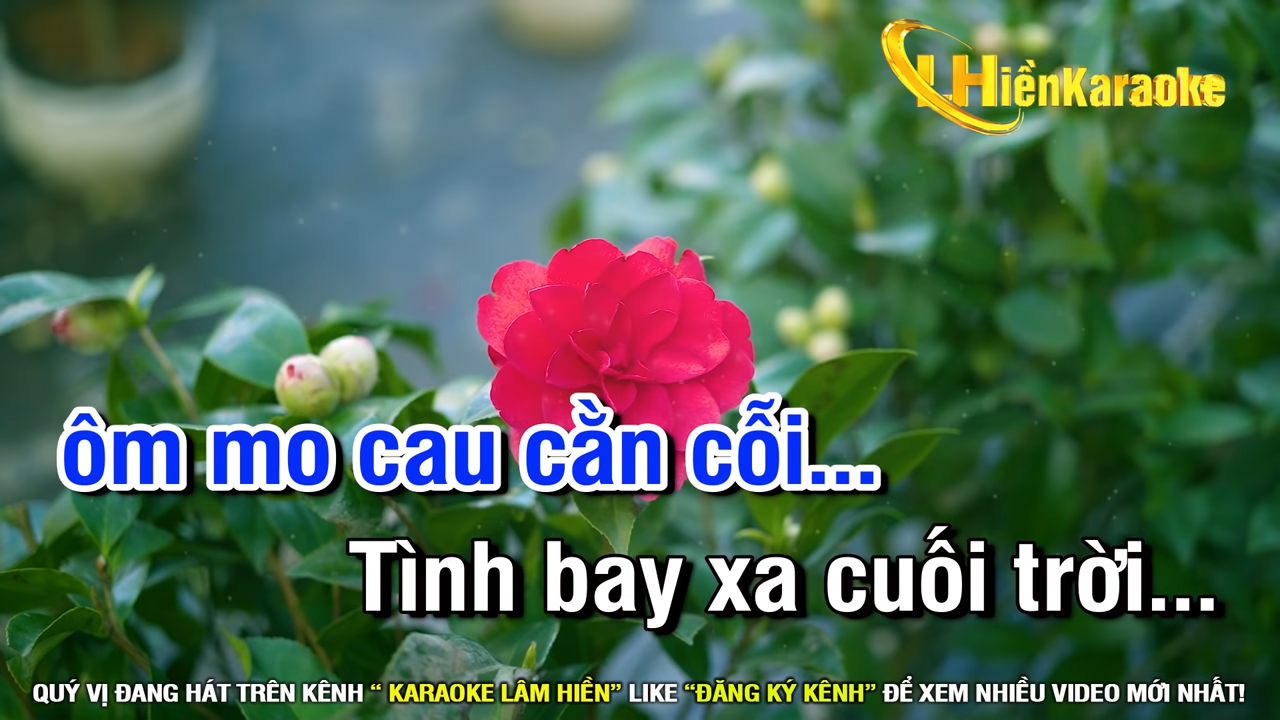 LHiềnKaraoke
ôm mo cau cằn cỗi...
Tình bay xa cuối trời...
QUÝ VỊ ĐANG HÁT TRÊN KÊNH “ KARAOKE LÂM HIỀN” LIKE “ĐĂNG KÝ KÊNH” ĐỂ XEM NHIỀU VIDEO MỚI NHẤT!